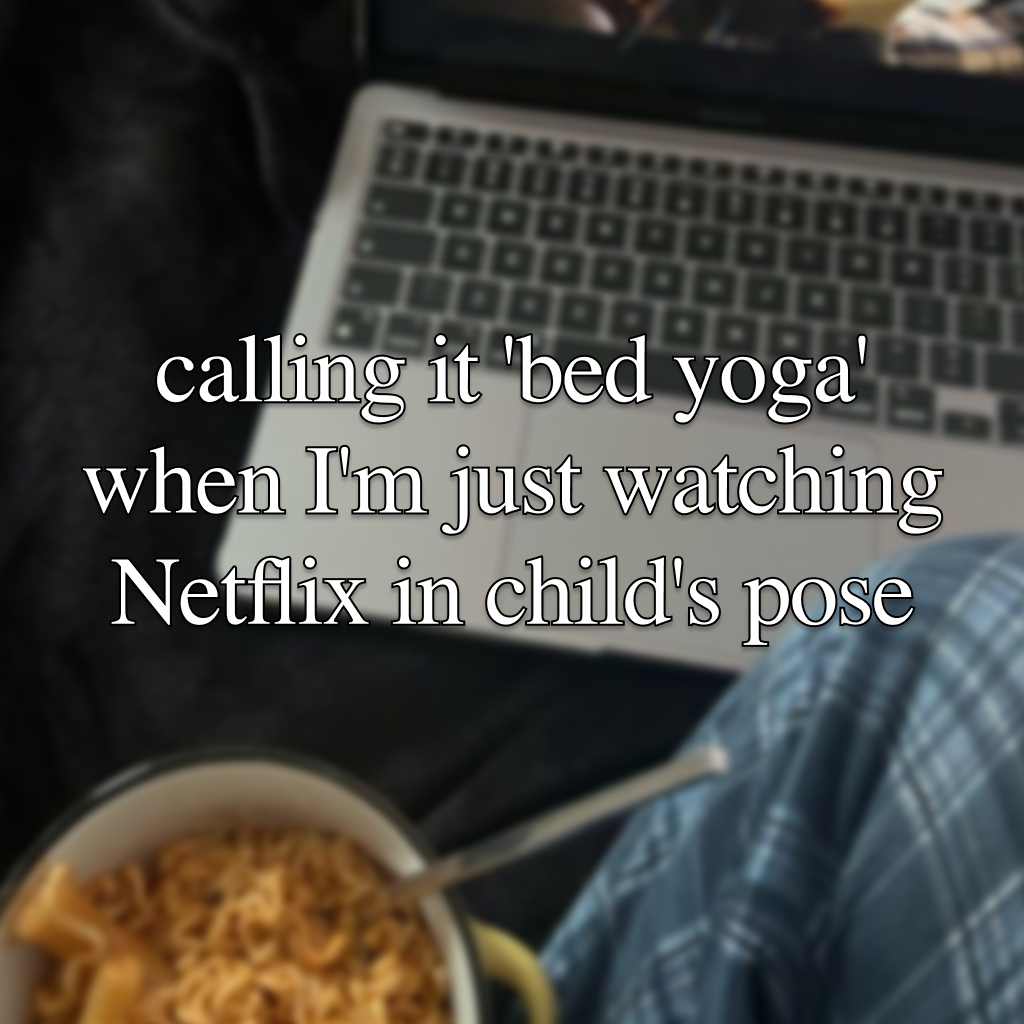 calling it 'bed yoga'
when I'm just watching
Netflix in child's pose